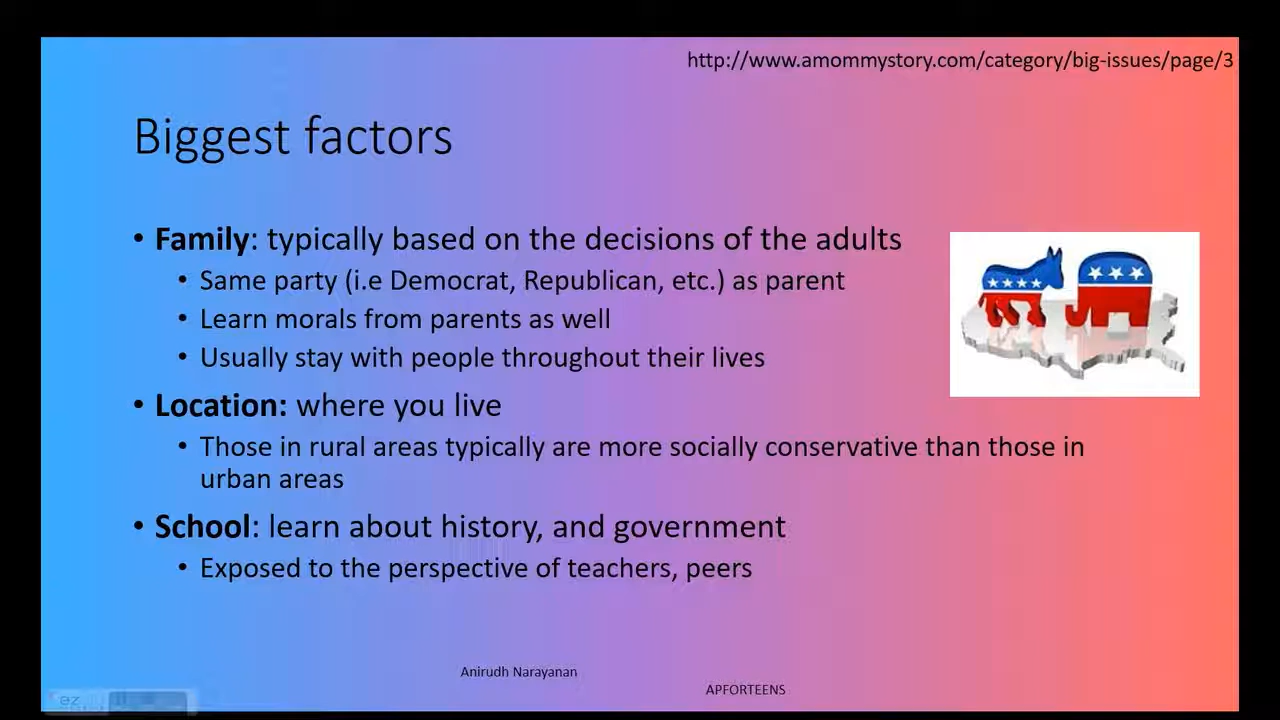 http://www.amommystory.com/category/big-issues/page/3
Biggest factors
• Family: typically based on the decisions of the adults
• Same party (i.e Democrat, Republican, etc.) as parent
• Learn morals from parents as well
• Usually stay with people throughout their lives
• Location: where you live
• Those in rural areas typically are more socially conservative than those in
urban areas
• School: learn about history, and government
• Exposed to the perspective of teachers, peers
Anirudh Narayanan
APFORTEENS
ez